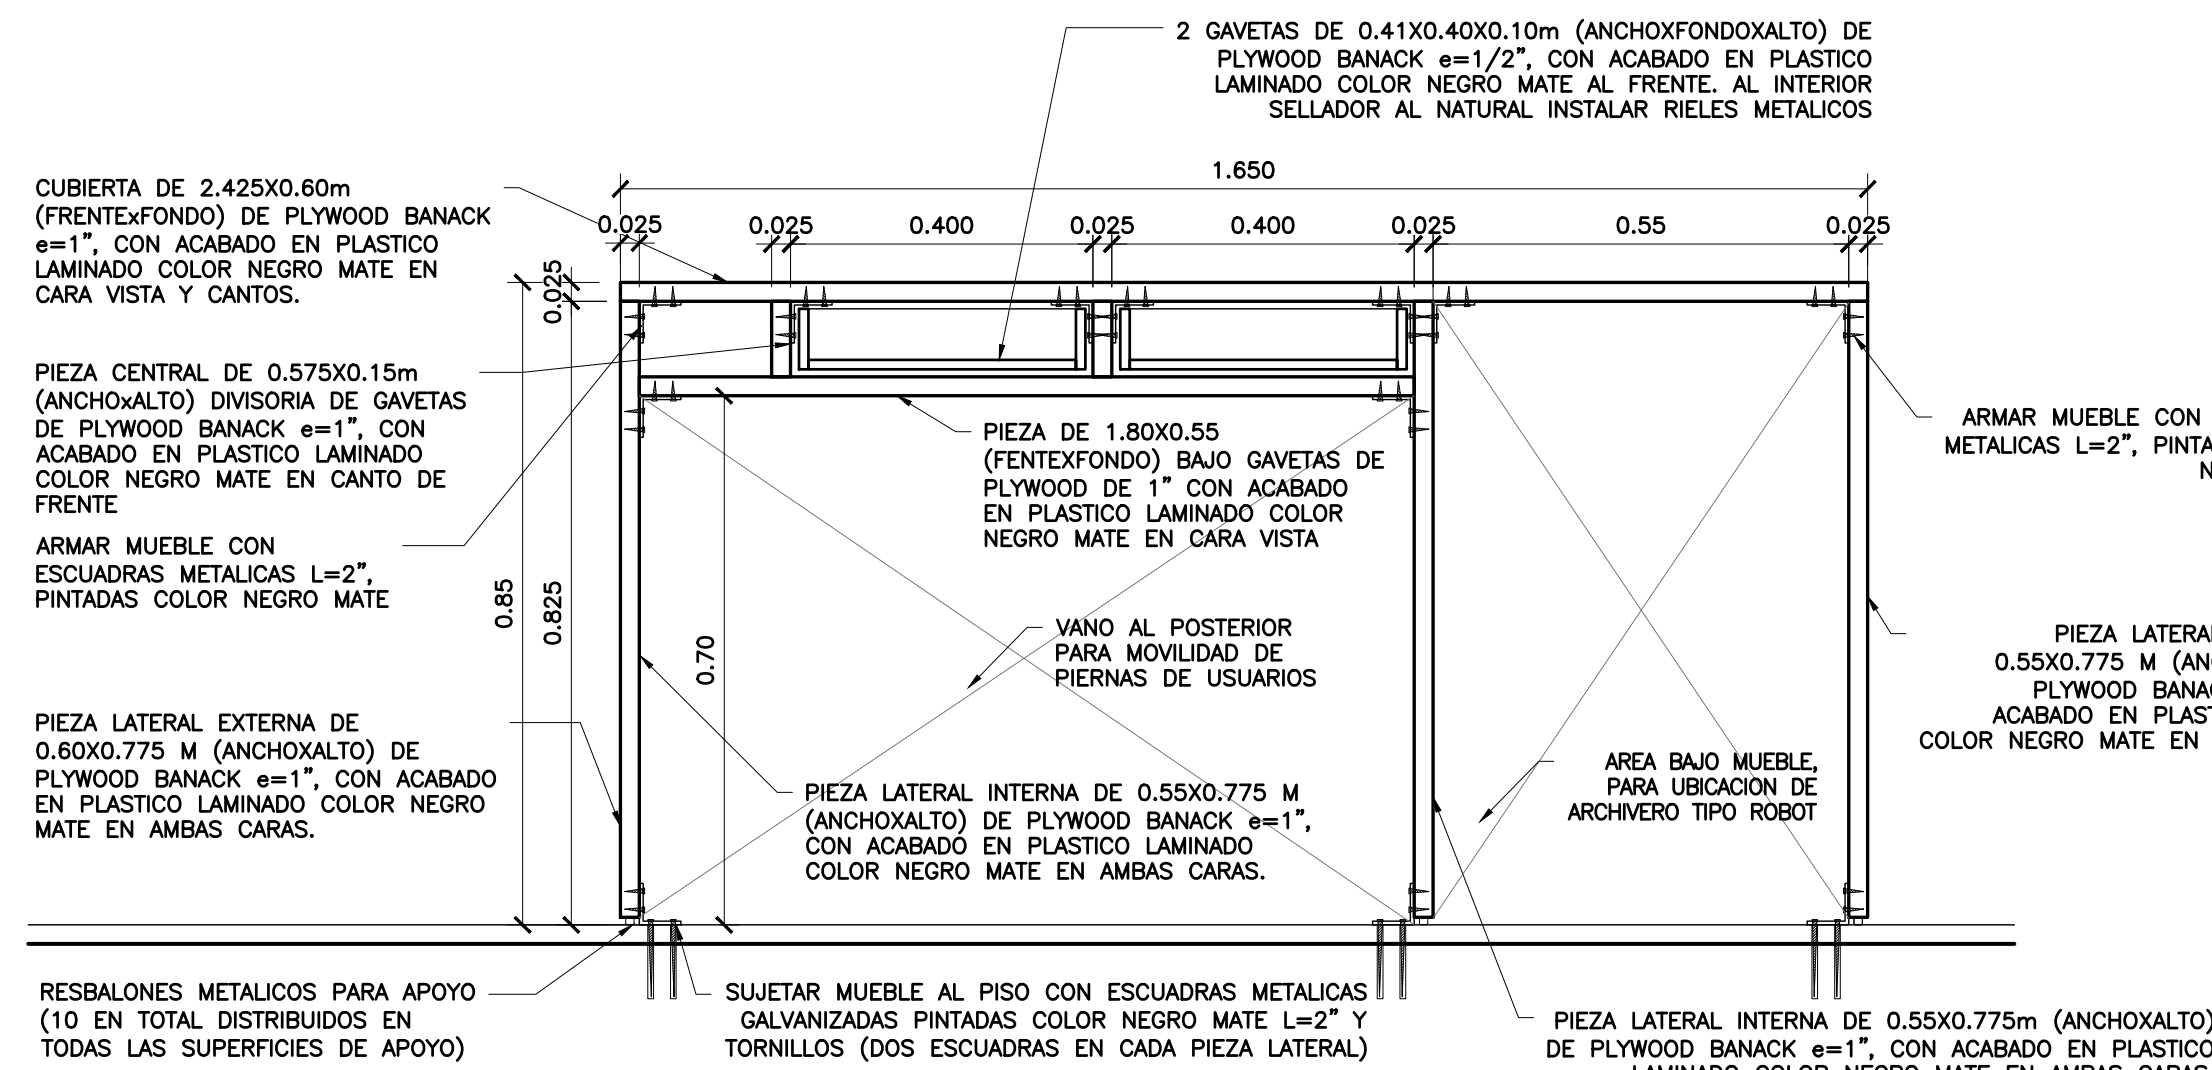 2 GAVETAS DE 0.41X0.40X0.10m (ANCHOXFONDOXALTO) DE
PLYWOOD BANACK e=1/2", CON ACABADO EN PLASTICO
LAMINADO COLOR NEGRO MATE AL FRENTE. AL INTERIOR
SELLADOR AL NATURAL INSTALAR RIELES METALICOS
1.650
0.025
0.025
0.400
0.025
0.400
0.025
0.55
0.025
CUBIERTA DE 2.425X0.60m
(FRENTExFONDO) DE PLYWOOD BANACK
e=1", CON ACABADO EN PLASTICO
LAMINADO COLOR NEGRO MATE EN
CARA VISTA Y CANTOS.
0.025
PIEZA CENTRAL DE 0.575X0.15m
(ANCHOxALTO) DIVISORIA DE GAVETAS
DE PLYWOOD BANACK e=1", CON
ACABADO EN PLASTICO LAMINADO
COLOR NEGRO MATE EN CANTO DE
FRENTE
ARMAR MUEBLE CON
ESCUADRAS METALICAS L=2",
PINTADAS COLOR NEGRO MATE
0.85
0.825
0.70
PIEZA DE 1.80X0.55
(FENTEXFONDO) BAJO GAVETAS DE
PLYWOOD DE 1" CON ACABADO
EN PLASTICO LAMINADO COLOR
NEGRO MATE EN CARA VISTA
ARMAR MUEBLE CON
METALICAS L=2", PINTA
N
VANO AL POSTERIOR
PARA MOVILIDAD DE
PIERNAS DE USUARIOS
PIEZA LATERAL
0.55X0.775 M (AN
PLYWOOD BANA
ACABADO EN PLAST
COLOR NEGRO MATE EN
PIEZA LATERAL EXTERNA DE
0.60X0.775 M (ANCHOXALTO) DE
PLYWOOD BANACK e=1", CON ACABADO
EN PLASTICO LAMINADO COLOR NEGRO
MATE EN AMBAS CARAS.
PIEZA LATERAL INTERNA DE 0.55X0.775 M
(ANCHOXALTO) DE PLYWOOD BANACK e=1",
CON ACABADO EN PLASTICO LAMINADO
COLOR NEGRO MATE EN AMBAS CARAS.
AREA BAJO MUEBLE,
PARA UBICACION DE
ARCHIVERO TIPO ROBOT
RESBALONES METALICOS PARA APOYO
(10 EN TOTAL DISTRIBUIDOS EN
TODAS LAS SUPERFICIES DE APOYO)
SUJETAR MUEBLE AL PISO CON ESCUADRAS METALICAS
GALVANIZADAS PINTADAS COLOR NEGRO MATE L=2" Y
TORNILLOS (DOS ESCUADRAS EN CADA PIEZA LATERAL)
PIEZA LATERAL INTERNA DE 0.55X0.775m (ANCHOXALTO)
DE PLYWOOD BANACK e=1", CON ACABADO EN PLASTICO
LAMINADO COLOR NEGRO MATE EN AMBAS CARAS